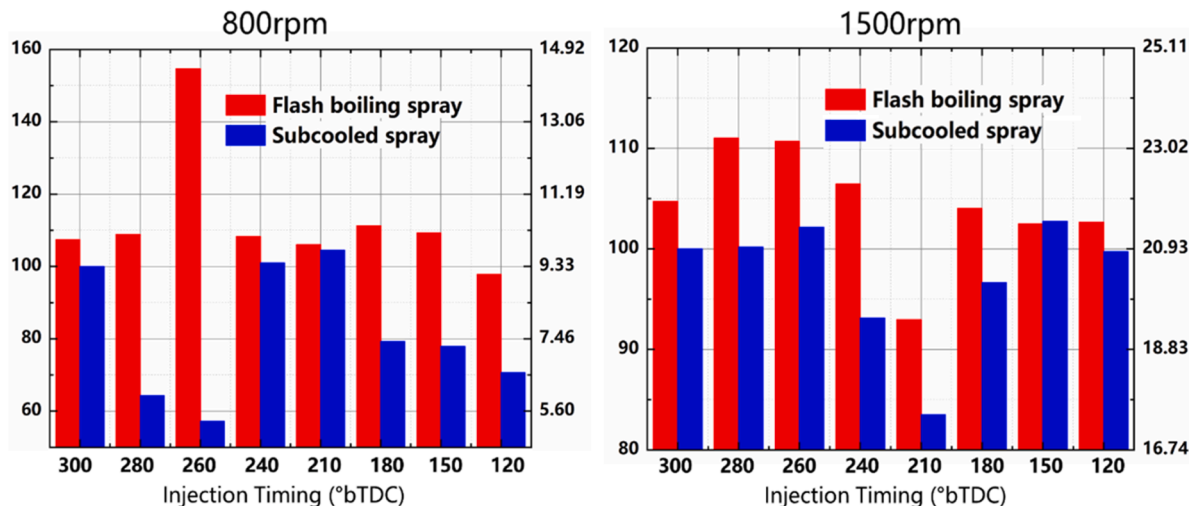 800rpm
160
140
120
100
80
60
14.92
13.06
11.19
9.33
7.46
5.60
Flash boiling spray
Subcooled spray
300 280 260 240 210 180 150 120
Injection Timing (°bTDC)
1500rpm
120
110
100
90
80
25.11
23.02
20.93
18.83
16.74
Flash boiling spray
Subcooled spray
300 280 260 240 210 180 150 120
Injection Timing (°bTDC)